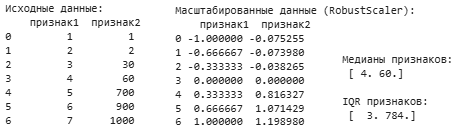 Исходные данные:
признак1 признак2
0 1 1
1 2 2
2 3 30
3 4 60
4 5 700
5 6 900
6 7 1000
Масштабированные данные (RobustScaler):
признак1 признак2
0 -1.000000 -0.075255
1 -0.666667 -0.073980
2 -0.333333 -0.038265
3 0.000000 0.000000
4 0.333333 0.816327
5 0.666667 1.071429
6 1.000000 1.198980
Медианы признаков:
[ 4. 60.]
IQR признаков:
[ 3. 784.]